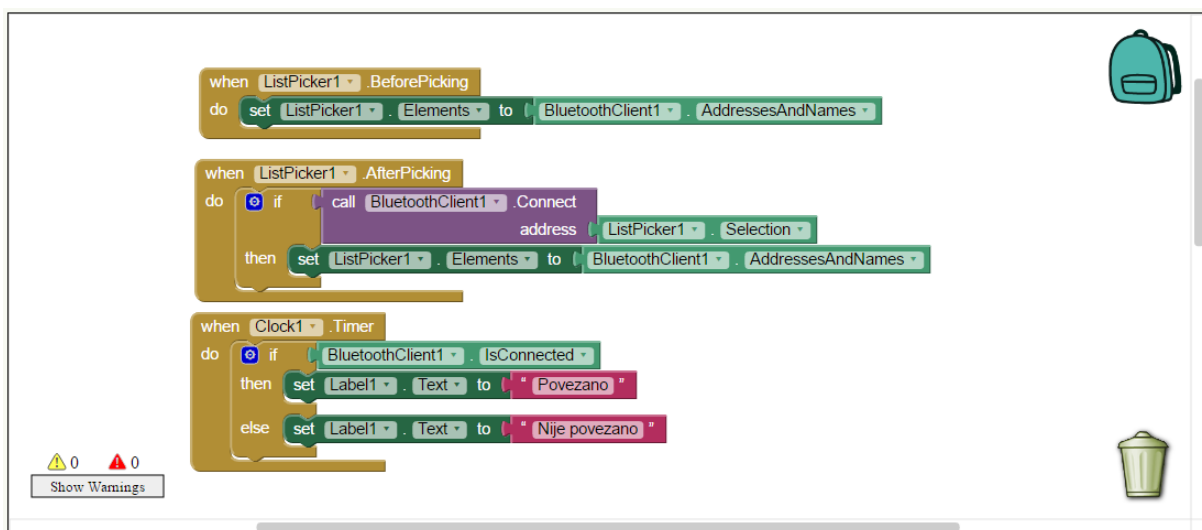 when ListPicker1 .BeforePicking
do set ListPicker1 . Elements to BluetoothClient1 . AddressesAndNames
when ListPicker1 .AfterPicking
do if call BluetoothClient1 .Connect
address ListPicker1 . Selection
then set ListPicker1 . Elements to BluetoothClient1 . AddressesAndNames
when Clock1 .Timer
do if BluetoothClient1 . IsConnected
then set Label1 . Text to " Povezano "
else set Label1 . Text to " Nije povezano "
0 0
Show Warnings